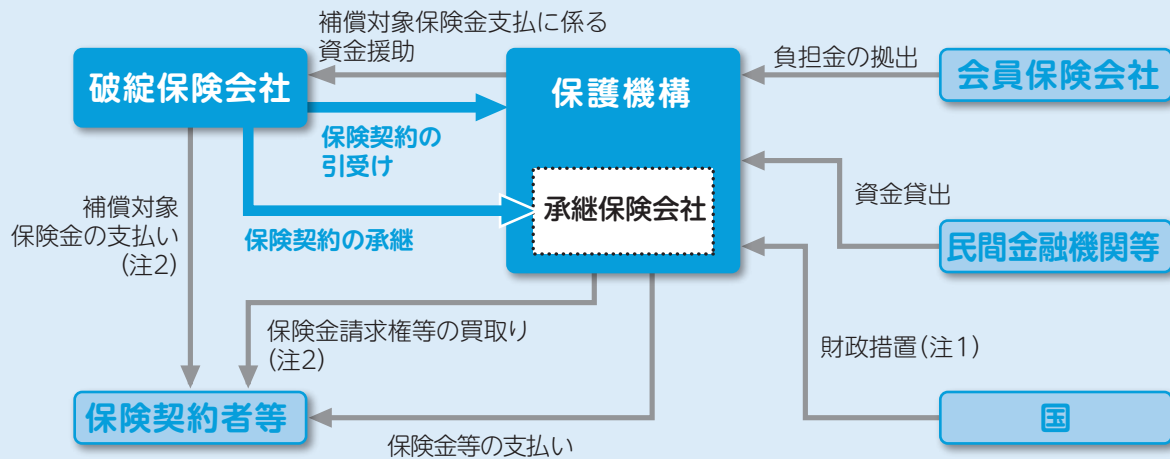 補償対象保険金支払に係る
資金援助
負担金の拠出
破綻保険会社
保護機構
会員保険会社
保険契約の
引受け
資金貸出
補償対象
保険金の支払い
(注2)
承継保険会社
保険契約の承継
民間金融機関等
保険金請求権等の買取り
(注2)
財政措置(注1)
保険契約者等
国
保険金等の支払い